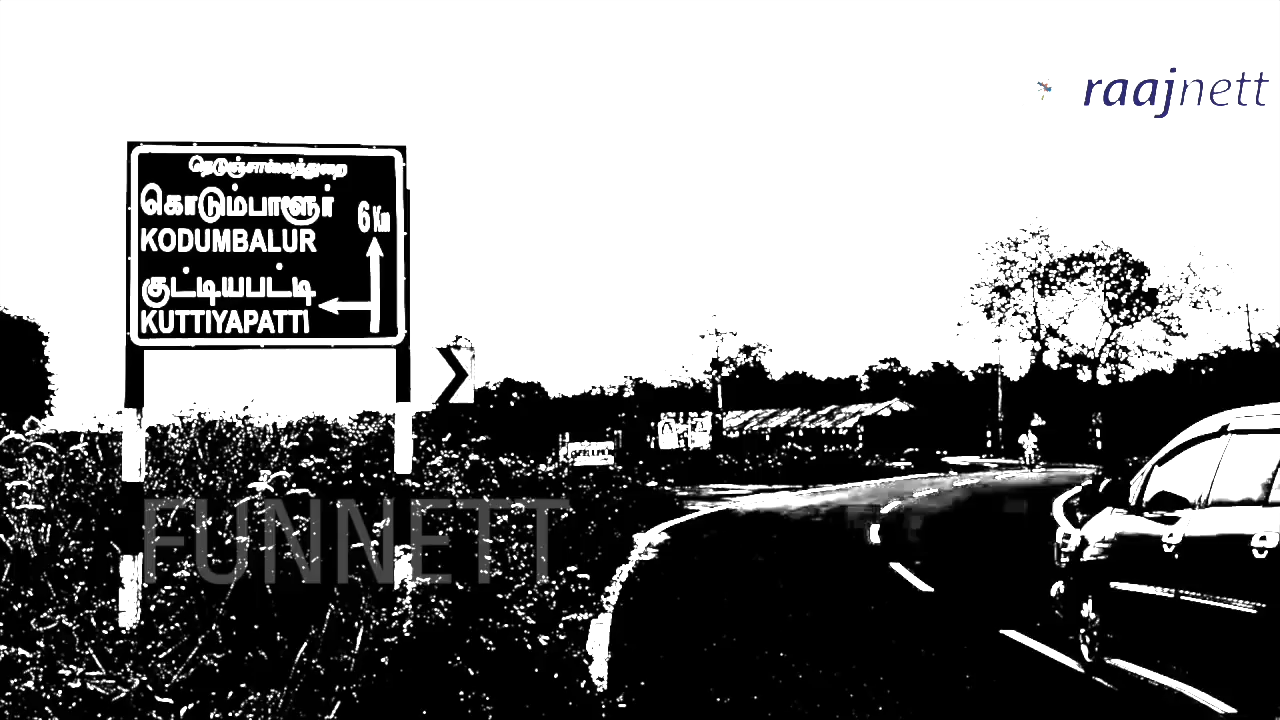 raajnett
நெடுஞ்சாலைத்துறை
கொடும்பாளூர்
6 Km
KODUMBALUR
குட்டியபட்டி
KUTTIYAPATTI
FUNNETT